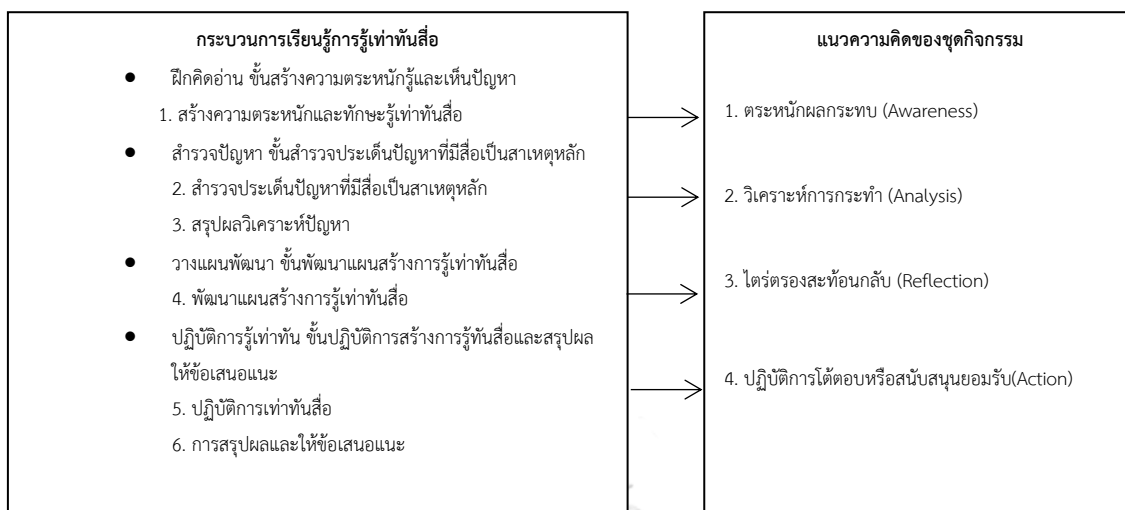 กระบวนการเรียนรู้การรู้เท่าทันสื่อ
● ฝึกคิดอ่าน ขั้นสร้างความตระหนักรู้และเห็นปัญหา
1. สร้างความตระหนักและทักษะรู้เท่าทันสื่อ
● สำรวจปัญหา ขั้นสำรวจประเด็นปัญหาที่มีสื่อเป็นสาเหตุหลัก
2. สำรวจประเด็นปัญหาที่มีสื่อเป็นสาเหตุหลัก
3. สรุปผลวิเคราะห์ปัญหา
● วางแผนพัฒนา ขั้นพัฒนาแผนสร้างการรู้เท่าทันสื่อ
4. พัฒนาแผนสร้างการรู้เท่าทันสื่อ
● ปฏิบัติการรู้เท่าทัน ขั้นปฏิบัติการสร้างการรู้ทันสื่อและสรุปผล
ให้ข้อเสนอแนะ
5. ปฏิบัติการเท่าทันสื่อ
6. การสรุปผลและให้ข้อเสนอแนะ
แนวความคิดของชุดกิจกรรม
1. ตระหนักผลกระทบ (Awareness)
2. วิเคราะห์การกระทำ (Analysis)
3. ไตร่ตรองสะท้อนกลับ (Reflection)
4. ปฏิบัติการโต้ตอบหรือสนับสนุนยอมรับ(Action)